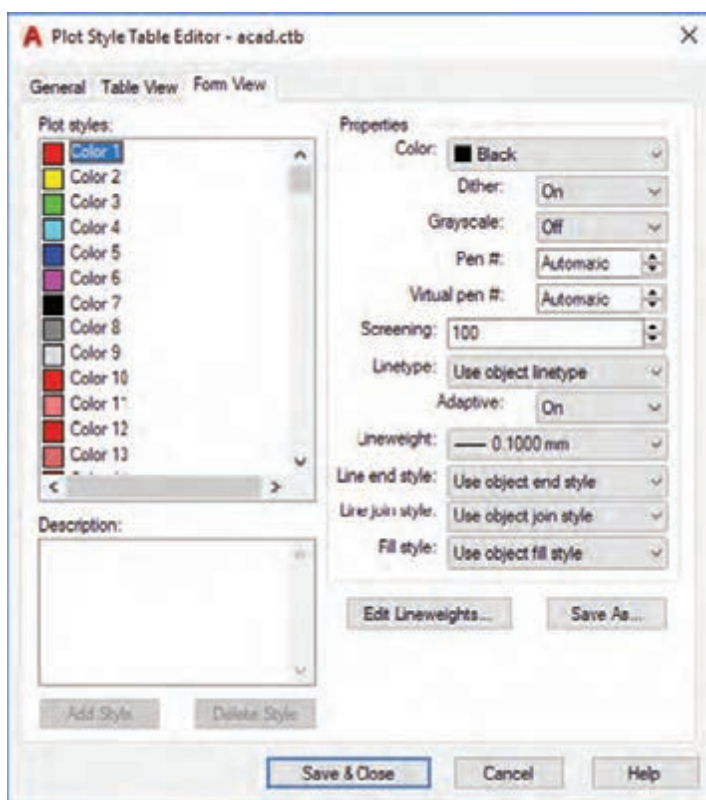 Plot Style Table Editor - acad.ctb
General Table View Form View
Plot styles:
Color 1
Color 2
Color 3
Color 4
Color 5
Color 6
Color 7
Color 8
Color 9
Color 10
Color 11
Color 12
Color 13
Description:
Add Style
Delete Style
Properties
Color: Black
Dither: On
Grayscale: Off
Pen #: Automatic
Virtual pen #: Automatic
Screening: 100
Linetype: Use object linetype
Adaptive: On
Lineweight: 0.1000 mm
Line end style: Use object end style
Line join style: Use object join style
Fill style: Use object fill style
Edit Lineweights... Save As...
Save & Close Cancel Help